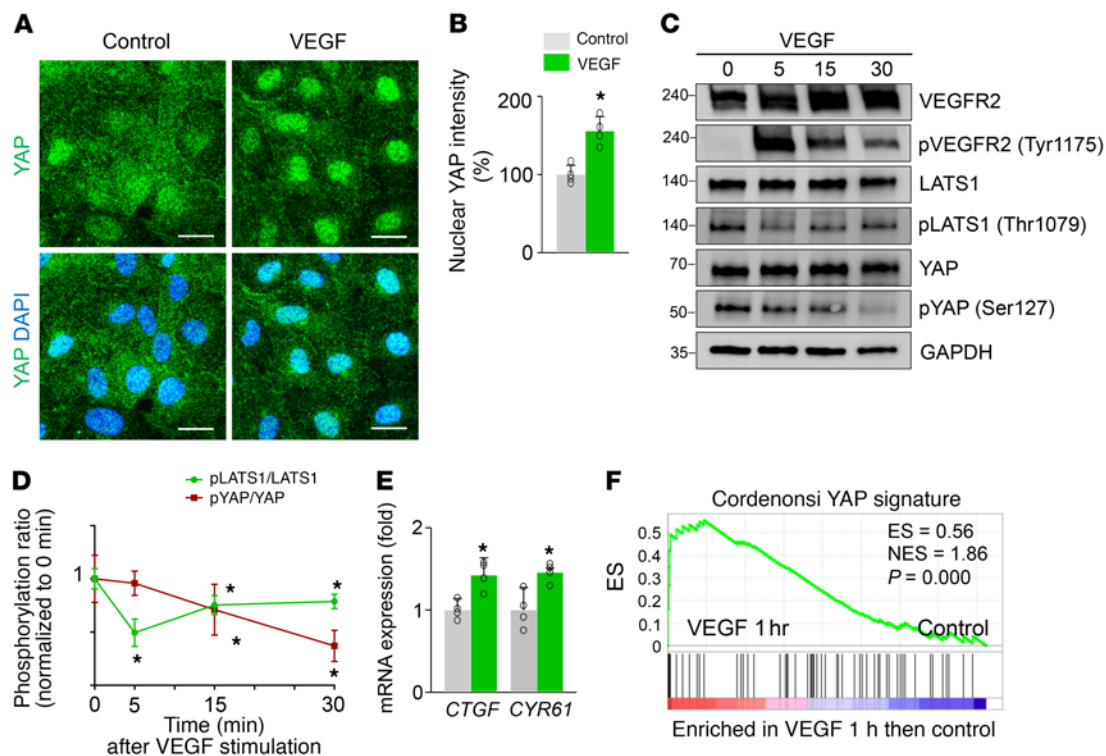 A
Control
VEGF
YAP
YAP DAPI
B
Control
VEGF
Nuclear YAP intensity
(%)
200
100
0
*
C
VEGF
0 5 15 30
240 VEGFR2
240 pVEGFR2 (Tyr1175)
140 LATS1
140 pLATS1 (Thr1079)
70 YAP
50 pYAP (Ser127)
35 GAPDH
D
pLATS1/LATS1
pYAP/YAP
Phosphorylation ratio
(normalized to 0 min)
1
*
*
*
*
*
0 5 15 30
Time (min)
after VEGF stimulation
E
mRNA expression (fold)
2
1
0
*
*
CTGF CYR61
F
Cordenonsi YAP signature
ES
0.5
0.4
0.3
0.2
0.1
0
ES = 0.56
NES = 1.86
P = 0.000
VEGF 1hr
Control
Enriched in VEGF 1 h then control